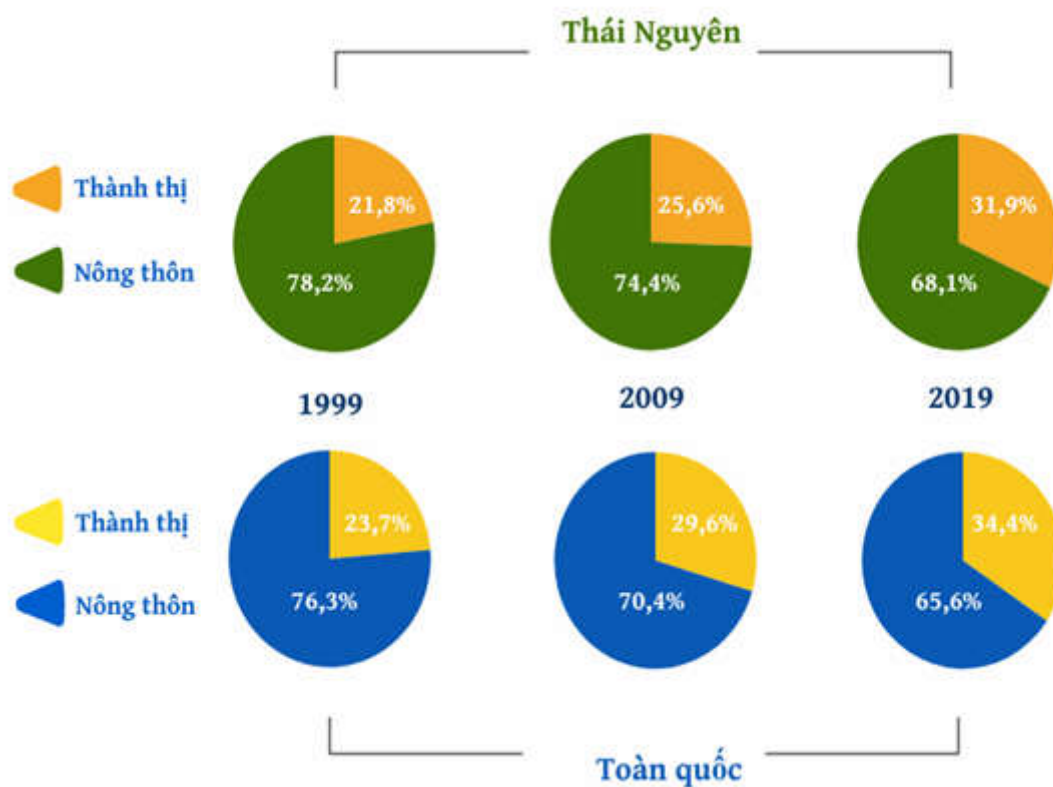 Thái Nguyên
Thành thị
Nông thôn
21,8%
78,2%
25,6%
74,4%
31,9%
68,1%
1999
2009
2019
Thành thị
Nông thôn
23,7%
76,3%
29,6%
70,4%
34,4%
65,6%
Toàn quốc